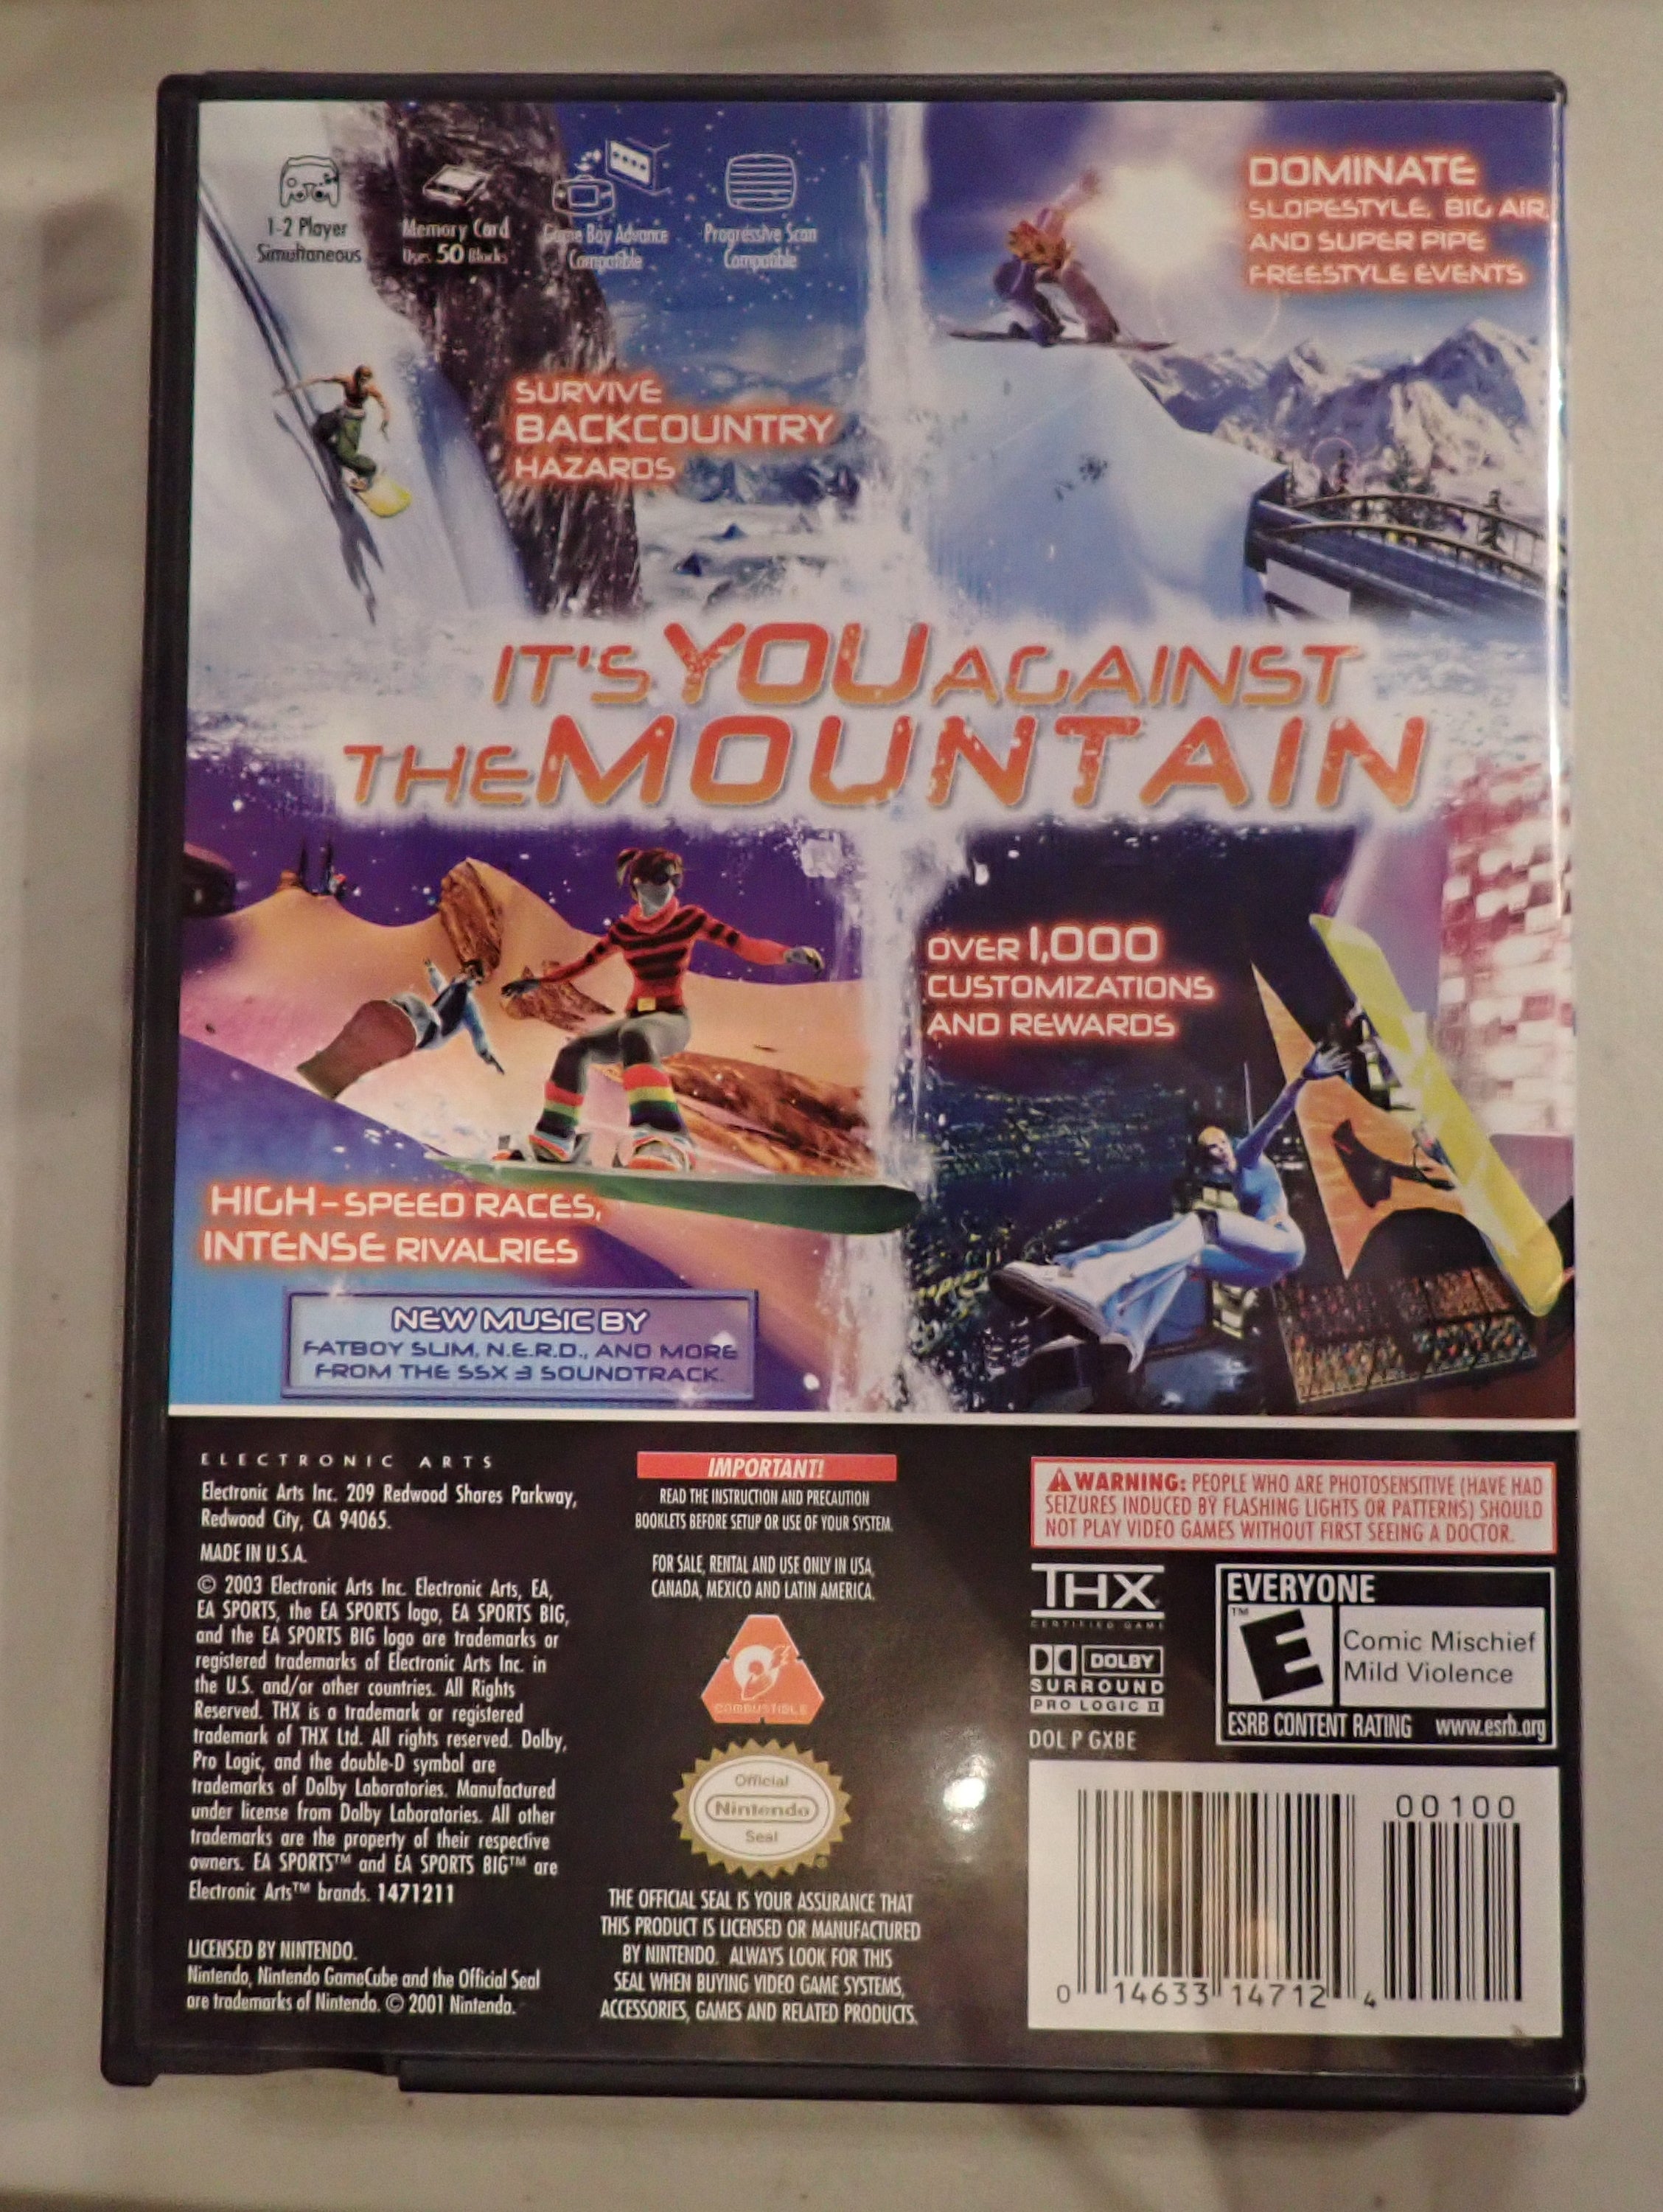 1-2 Player
Simultaneous
Memory Card
Uses 50 Blocks
Game Boy Advance
Compatible
Progressive Scan
Compatible
DOMINATE
SLOPESTYLE, BIG AIR,
AND SUPER PIPE
FREESTYLE EVENTS
SURVIVE
BACKCOUNTRY
HAZARDS
IT'S YOU AGAINST
THE MOUNTAIN
OVER 1,000
CUSTOMIZATIONS
AND REWARDS
HIGH-SPEED RACES,
INTENSE RIVALRIES
NEW MUSIC BY
FATBOY SLIM, N.E.R.D., AND MORE
FROM THE SSX 3 SOUNDTRACK.
ELECTRONIC ARTS
Electronic Arts Inc. 209 Redwood Shores Parkway,
Redwood City, CA 94065.
MADE IN U.S.A.
© 2003 Electronic Arts Inc. Electronic Arts, EA,
EA SPORTS, the EA SPORTS logo, EA SPORTS BIG,
and the EA SPORTS BIG logo are trademarks or
registered trademarks of Electronic Arts Inc. in
the U.S. and/or other countries. All Rights
Reserved. THX is a trademark or registered
trademark of THX Ltd. All rights reserved. Dolby,
Pro Logic, and the double-D symbol are
trademarks of Dolby Laboratories. Manufactured
under license from Dolby Laboratories. All other
trademarks are the property of their respective
owners. EA SPORTS™ and EA SPORTS BIG™ are
Electronic Arts™ brands. 1471211
LICENSED BY NINTENDO.
Nintendo, Nintendo GameCube and the Official Seal
are trademarks of Nintendo. © 2001 Nintendo.
IMPORTANT!
READ THE INSTRUCTION AND PRECAUTION
BOOKLETS BEFORE SETUP OR USE OF YOUR SYSTEM.
FOR SALE, RENTAL AND USE ONLY IN USA,
CANADA, MEXICO AND LATIN AMERICA.
COMBUSTIBLE
Official
Nintendo
Seal
THE OFFICIAL SEAL IS YOUR ASSURANCE THAT
THIS PRODUCT IS LICENSED OR MANUFACTURED
BY NINTENDO. ALWAYS LOOK FOR THIS
SEAL WHEN BUYING VIDEO GAME SYSTEMS,
ACCESSORIES, GAMES AND RELATED PRODUCTS.
WARNING: PEOPLE WHO ARE PHOTOSENSITIVE (HAVE HAD
SEIZURES INDUCED BY FLASHING LIGHTS OR PATTERNS) SHOULD
NOT PLAY VIDEO GAMES WITHOUT FIRST SEEING A DOCTOR.
THX
CERTIFIED GAME
DOLBY
SURROUND
PRO LOGIC II
DOL P GXBE
EVERYONE
E™
Comic Mischief
Mild Violence
ESRB CONTENT RATING www.esrb.org
00100
0 14633 14712 4